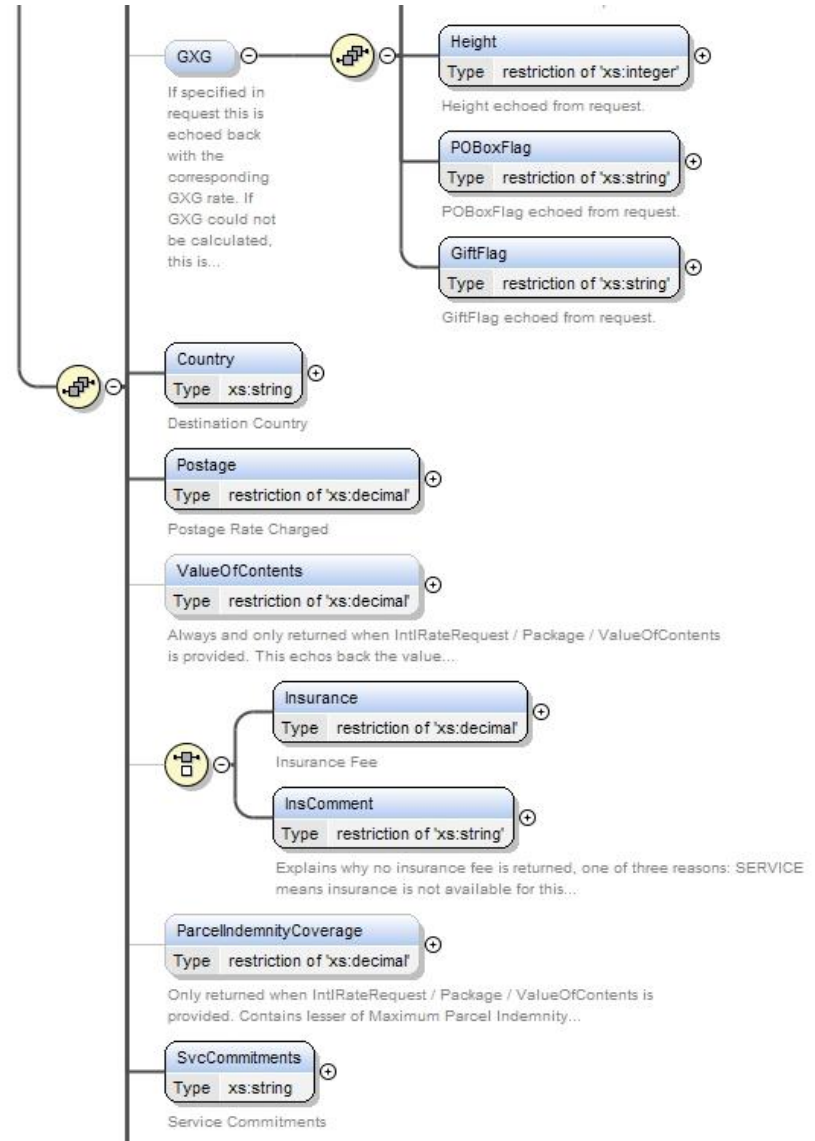 GXG
If specified in
request this is
echoed back
with the
corresponding
GXG rate. If
GXG could not
be calculated,
this is...
Height
Type restriction of 'xs:integer'
Height echoed from request.
POBoxFlag
Type restriction of 'xs:string'
POBoxFlag echoed from request.
GiftFlag
Type restriction of 'xs:string'
GiftFlag echoed from request.
Country
Type xs:string
Destination Country
Postage
Type restriction of 'xs:decimal'
Postage Rate Charged
ValueOfContents
Type restriction of 'xs:decimal'
Always and only returned when IntlRateRequest / Package / ValueOfContents
is provided. This echos back the value...
Insurance
Type restriction of 'xs:decimal'
Insurance Fee
InsComment
Type restriction of 'xs:string'
Explains why no insurance fee is returned, one of three reasons: SERVICE
means insurance is not available for this...
ParcelIndemnityCoverage
Type restriction of 'xs:decimal'
Only returned when IntlRateRequest / Package / ValueOfContents is
provided. Contains lesser of Maximum Parcel Indemnity...
SvcCommitments
Type xs:string
Service Commitments